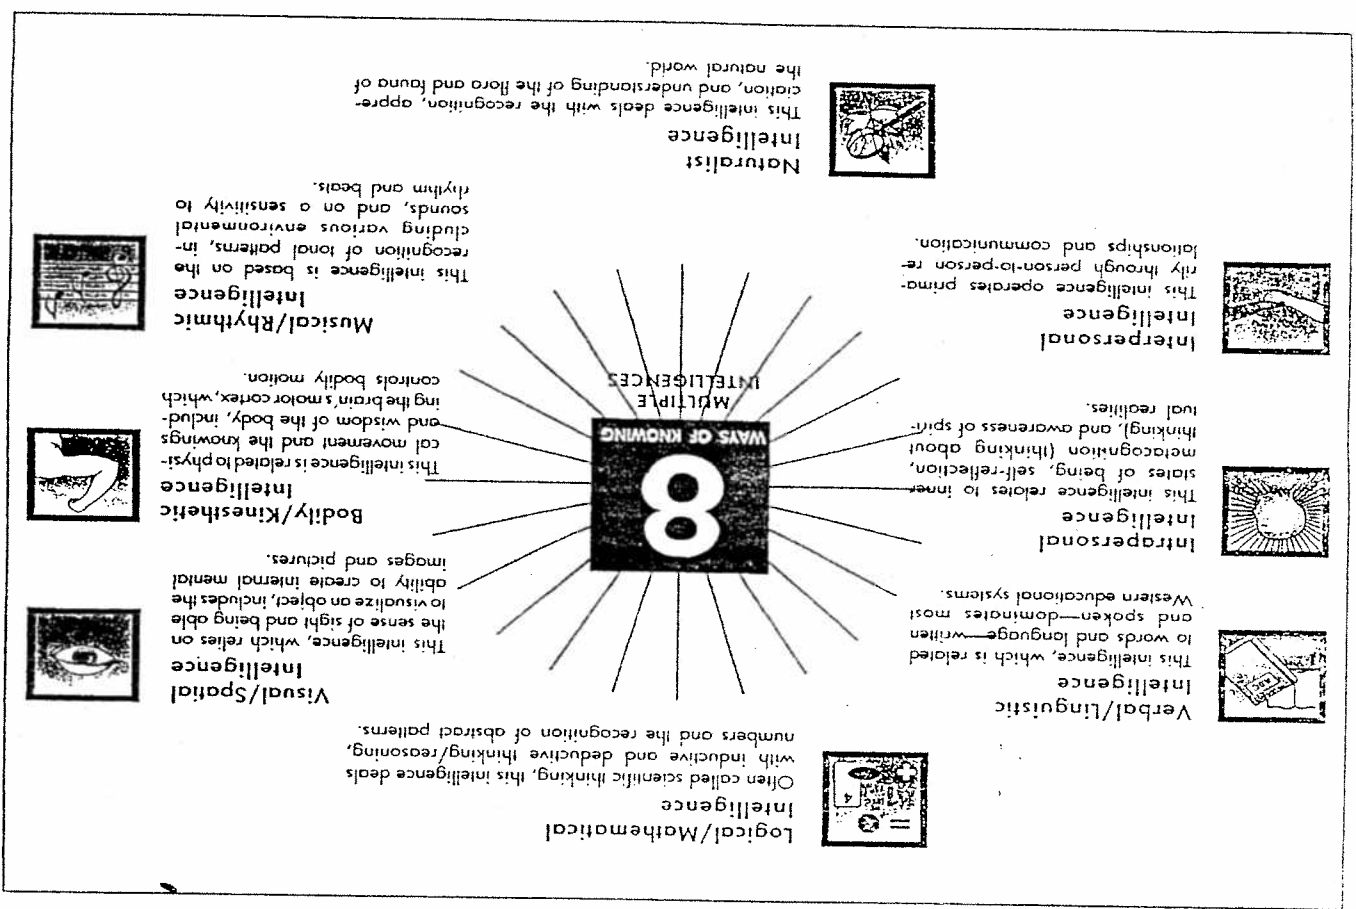 Logical/Mathematical
Intelligence
Often called scientific thinking, this intelligence deals
with inductive and deductive thinking/reasoning,
numbers and the recognition of abstract patterns.
Verbal/Linguistic
Intelligence
This intelligence, which is related
to words and language—written
and spoken—dominates most
Western educational systems.
Visual/Spatial
Intelligence
This intelligence, which relies on
the sense of sight and being able
to visualize an object, includes the
ability to create internal mental
images and pictures.
Intrapersonal
Intelligence
This intelligence relates to inner
states of being, self-reflection,
metacognition (thinking about
thinking), and awareness of spiri-
tual realities.
8
WAYS OF KNOWING
MULTIPLE
INTELLIGENCES
Bodily/Kinesthetic
Intelligence
This intelligence is related to physi-
cal movement and the knowings
and wisdom of the body, includ-
ing the brain's motor cortex, which
controls bodily motion.
Interpersonal
Intelligence
This intelligence operates prima-
rily through person-to-person re-
lationships and communication.
Musical/Rhythmic
Intelligence
This intelligence is based on the
recognition of tonal patterns, in-
cluding various environmental
sounds, and on a sensitivity to
rhythm and beats.
Naturalist
Intelligence
This intelligence deals with the recognition, appre-
ciation, and understanding of the flora and fauna of
the natural world.
=
4
ABC